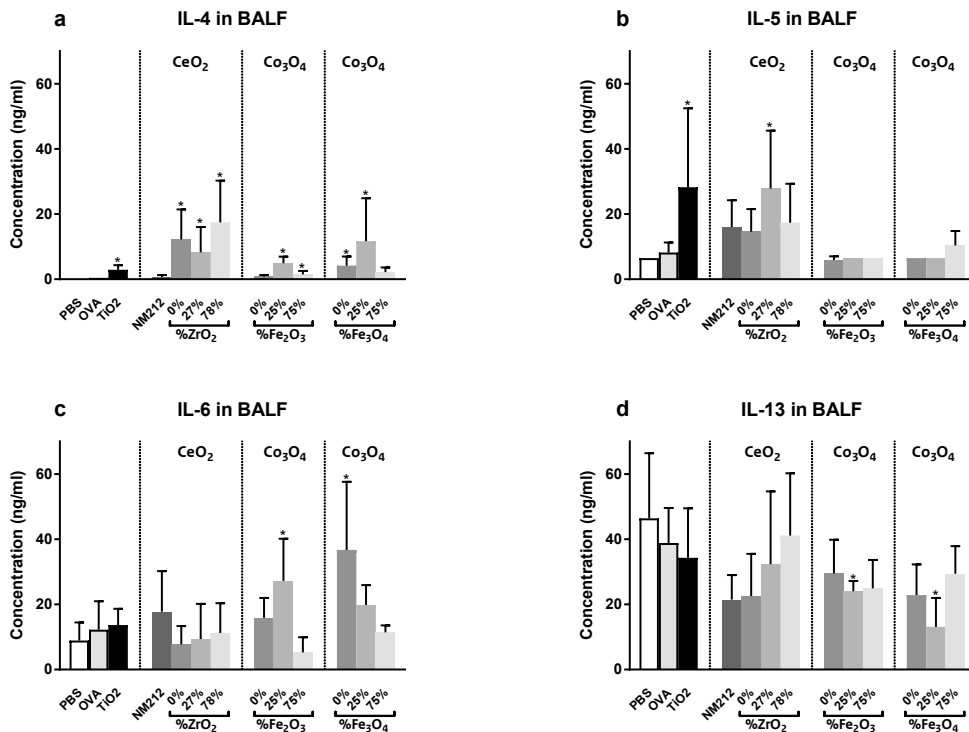 a IL-4 in BALF
Concentration (ng/ml)
60
40
20
0
CeO₂ Co₃O₄ Co₃O₄
* * * * * * * *
PBS OVA TiO2 NM212 0% 27% 78% 0% 25% 75% 0% 25% 75%
%ZrO₂ %Fe₂O₃ %Fe₃O₄
b IL-5 in BALF
Concentration (ng/ml)
60
40
20
0
CeO₂ Co₃O₄ Co₃O₄
* *
PBS OVA TiO2 NM212 0% 27% 78% 0% 25% 75% 0% 25% 75%
%ZrO₂ %Fe₂O₃ %Fe₃O₄
c IL-6 in BALF
Concentration (ng/ml)
60
40
20
0
CeO₂ Co₃O₄ Co₃O₄
* *
PBS OVA TiO2 NM212 0% 27% 78% 0% 25% 75% 0% 25% 75%
%ZrO₂ %Fe₂O₃ %Fe₃O₄
d IL-13 in BALF
Concentration (ng/ml)
60
40
20
0
CeO₂ Co₃O₄ Co₃O₄
* *
PBS OVA TiO2 NM212 0% 27% 78% 0% 25% 75% 0% 25% 75%
%ZrO₂ %Fe₂O₃ %Fe₃O₄